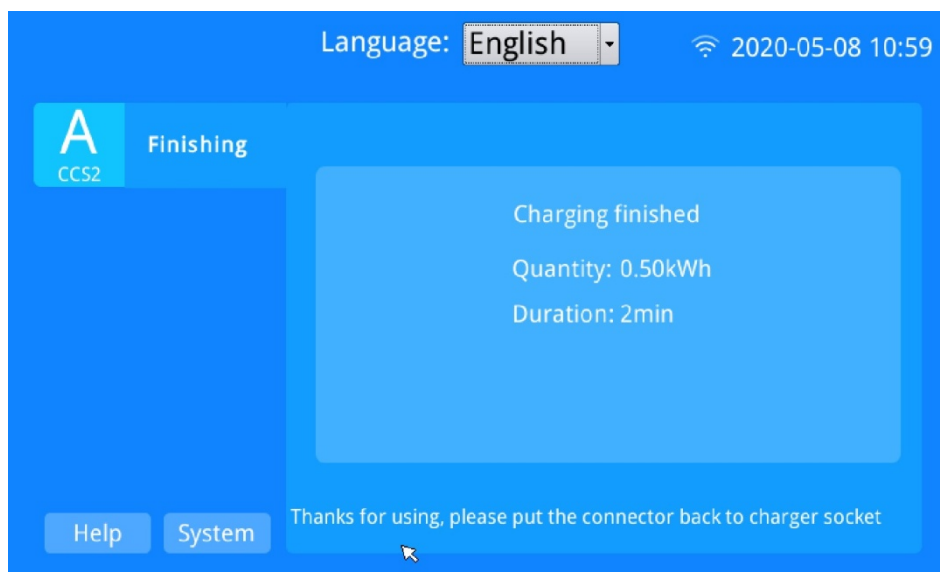 Language: English 2020-05-08 10:59
A
CCS2
Finishing
Charging finished
Quantity: 0.50kWh
Duration: 2min
Help System
Thanks for using, please put the connector back to charger socket